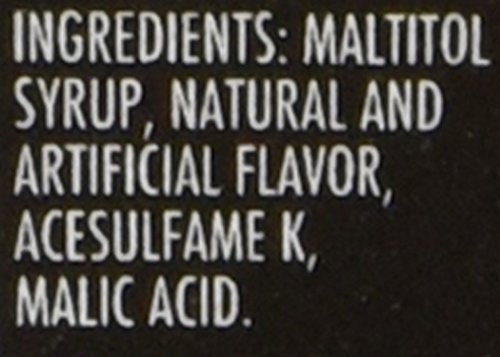 INGREDIENTS: MALTITOL
SYRUP, NATURAL AND
ARTIFICIAL FLAVOR,
ACESULFAME K,
MALIC ACID.